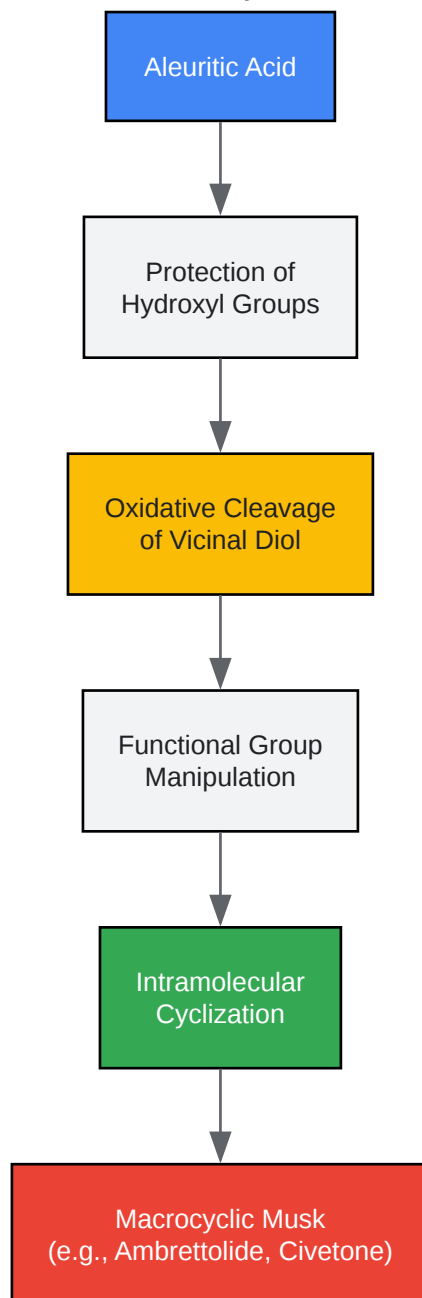 Aleuritic Acid
Protection of
Hydroxyl Groups
Oxidative Cleavage
of Vicinal Diol
Functional Group
Manipulation
Intramolecular
Cyclization
Macrocyclic Musk
(e.g., Ambrettolide, Civetone)